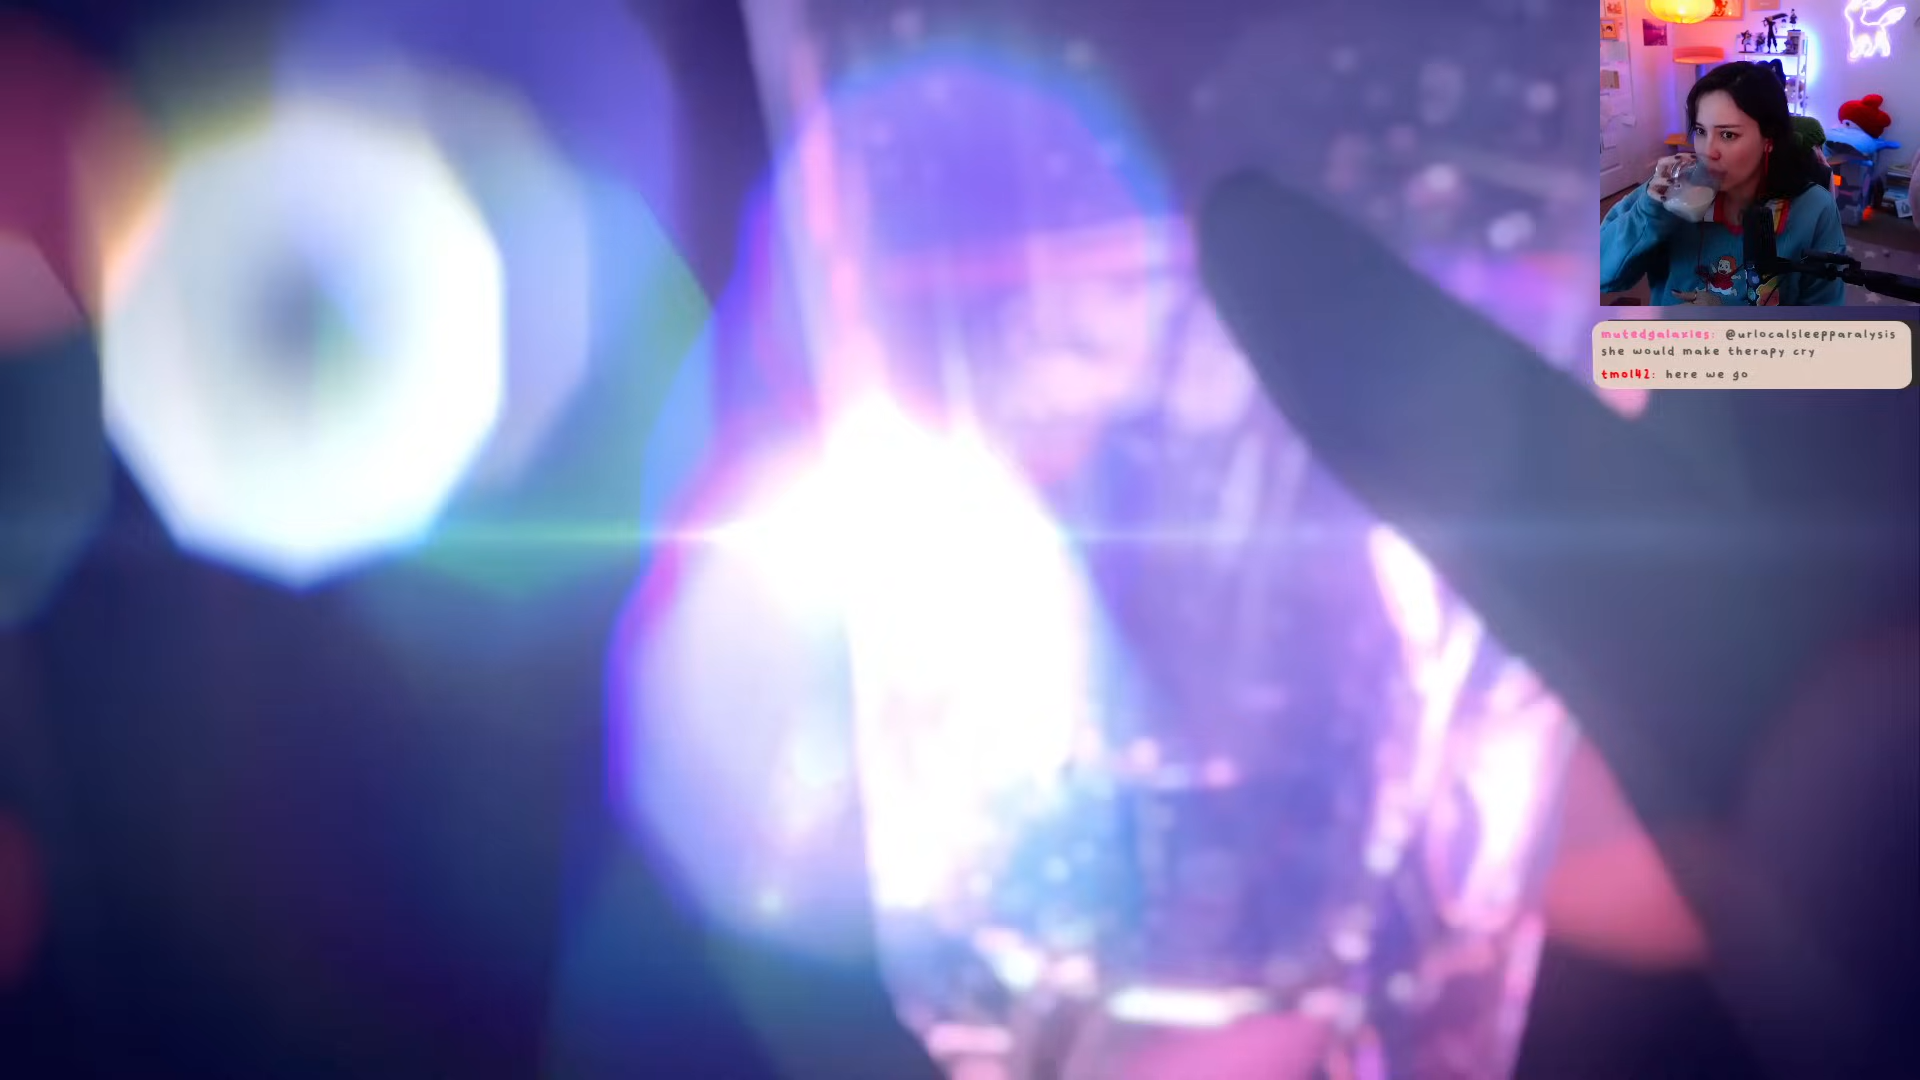 mutedgalaxies: @urlocalsleepparalysis
she would make therapy cry
tmol42: here we go